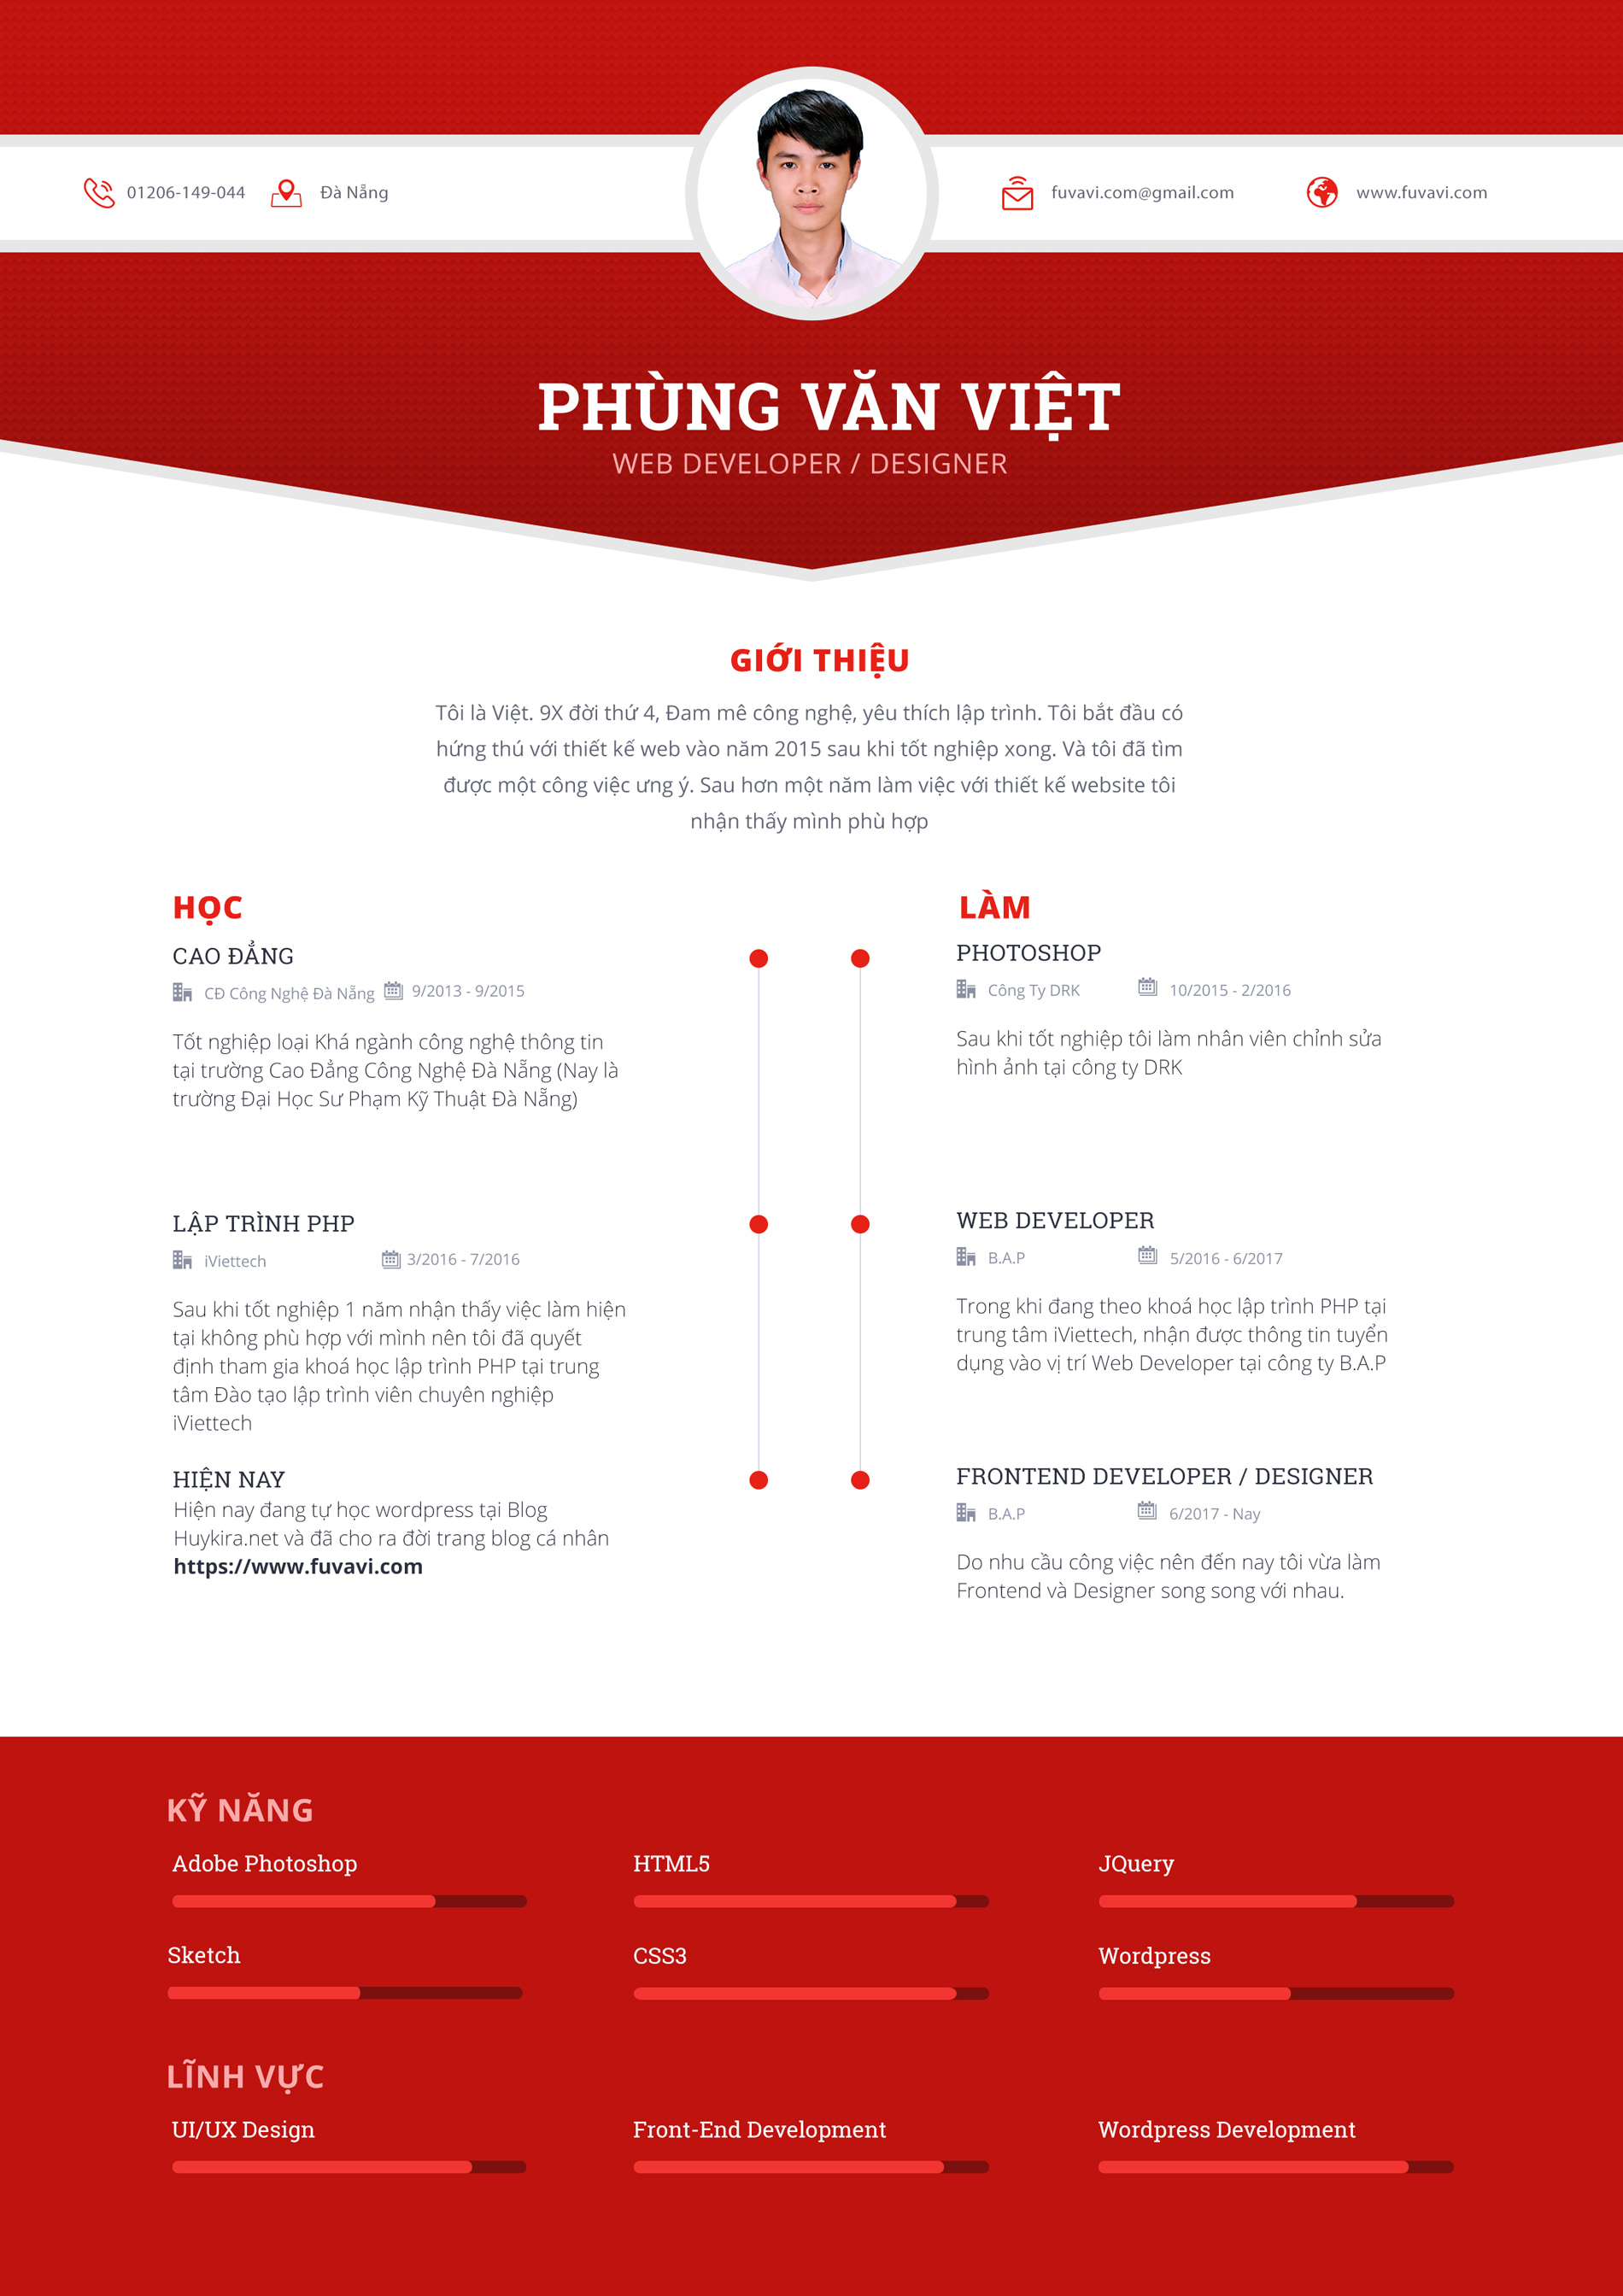 01206-149-044
Đà Nẵng
fuvavi.com@gmail.com
www.fuvavi.com
PHÙNG VĂN VIỆT
WEB DEVELOPER / DESIGNER
GIỚI THIỆU
Tôi là Việt. 9X đời thứ 4, Đam mê công nghệ, yêu thích lập trình. Tôi bắt đầu có
hứng thú với thiết kế web vào năm 2015 sau khi tốt nghiệp xong. Và tôi đã tìm
được một công việc ưng ý. Sau hơn một năm làm việc với thiết kế website tôi
nhận thấy mình phù hợp
HỌC
CAO ĐẲNG
CĐ Công Nghệ Đà Nẵng
9/2013 - 9/2015
Tốt nghiệp loại Khá ngành công nghệ thông tin
tại trường Cao Đẳng Công Nghệ Đà Nẵng (Nay là
trường Đại Học Sư Phạm Kỹ Thuật Đà Nẵng)
LẬP TRÌNH PHP
iViettech
3/2016 - 7/2016
Sau khi tốt nghiệp 1 năm nhận thấy việc làm hiện
tại không phù hợp với mình nên tôi đã quyết
định tham gia khoá học lập trình PHP tại trung
tâm Đào tạo lập trình viên chuyên nghiệp
iViettech
HIỆN NAY
Hiện nay đang tự học wordpress tại Blog
Huykira.net và đã cho ra đời trang blog cá nhân
https://www.fuvavi.com
LÀM
PHOTOSHOP
Công Ty DRK
10/2015 - 2/2016
Sau khi tốt nghiệp tôi làm nhân viên chỉnh sửa
hình ảnh tại công ty DRK
WEB DEVELOPER
B.A.P
5/2016 - 6/2017
Trong khi đang theo khoá học lập trình PHP tại
trung tâm iViettech, nhận được thông tin tuyển
dụng vào vị trí Web Developer tại công ty B.A.P
FRONTEND DEVELOPER / DESIGNER
B.A.P
6/2017 - Nay
Do nhu cầu công việc nên đến nay tôi vừa làm
Frontend và Designer song song với nhau.
KỸ NĂNG
Adobe Photoshop
HTML5
JQuery
Sketch
CSS3
Wordpress
LĨNH VỰC
UI/UX Design
Front-End Development
Wordpress Development